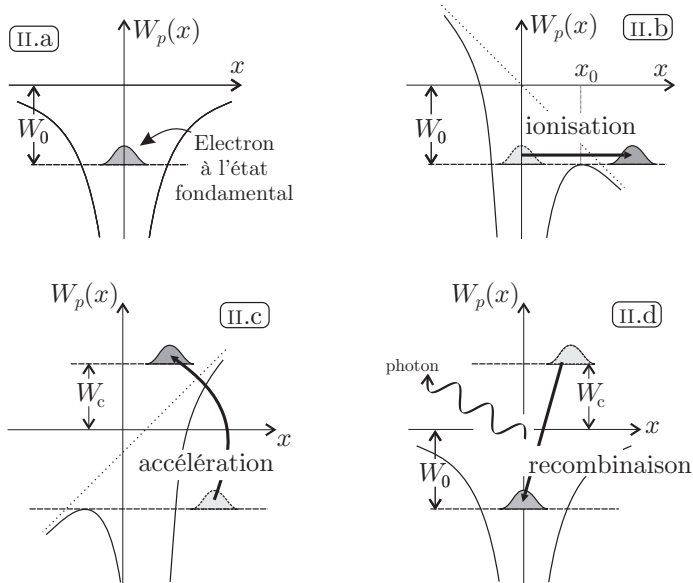 II.a
W_p(x)
x
W_0
Electron
à l'état
fondamental
W_p(x)
II.b
x_0
x
W_0
ionisation
W_p(x)
II.c
W_c
x
accélération
W_p(x)
II.d
photon
W_c
x
W_0
recombinaison